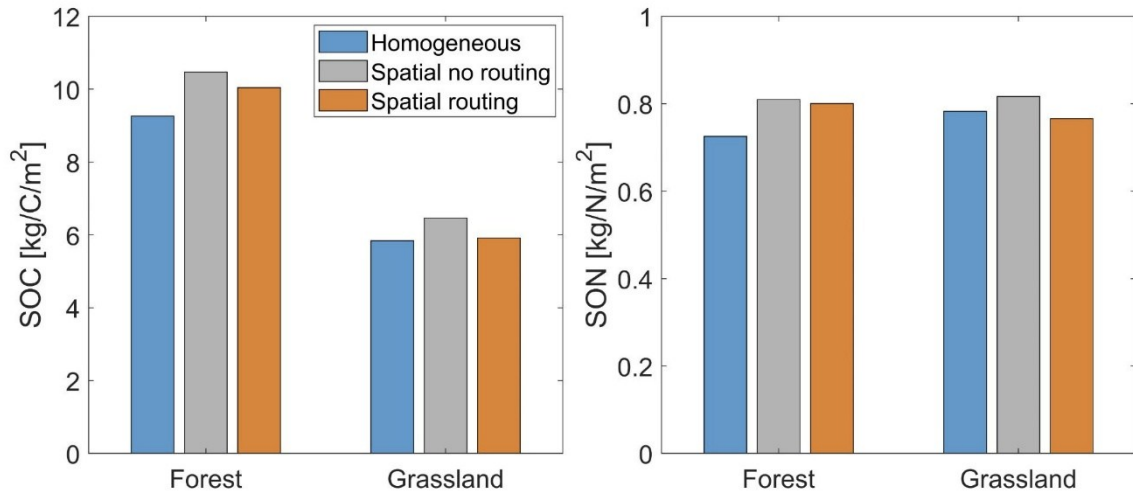 SOC [kg/C/m²]
12
10
8
6
4
2
0
Homogeneous
Spatial no routing
Spatial routing
Forest
Grassland
SON [kg/N/m²]
1
0.8
0.6
0.4
0.2
0
Forest
Grassland